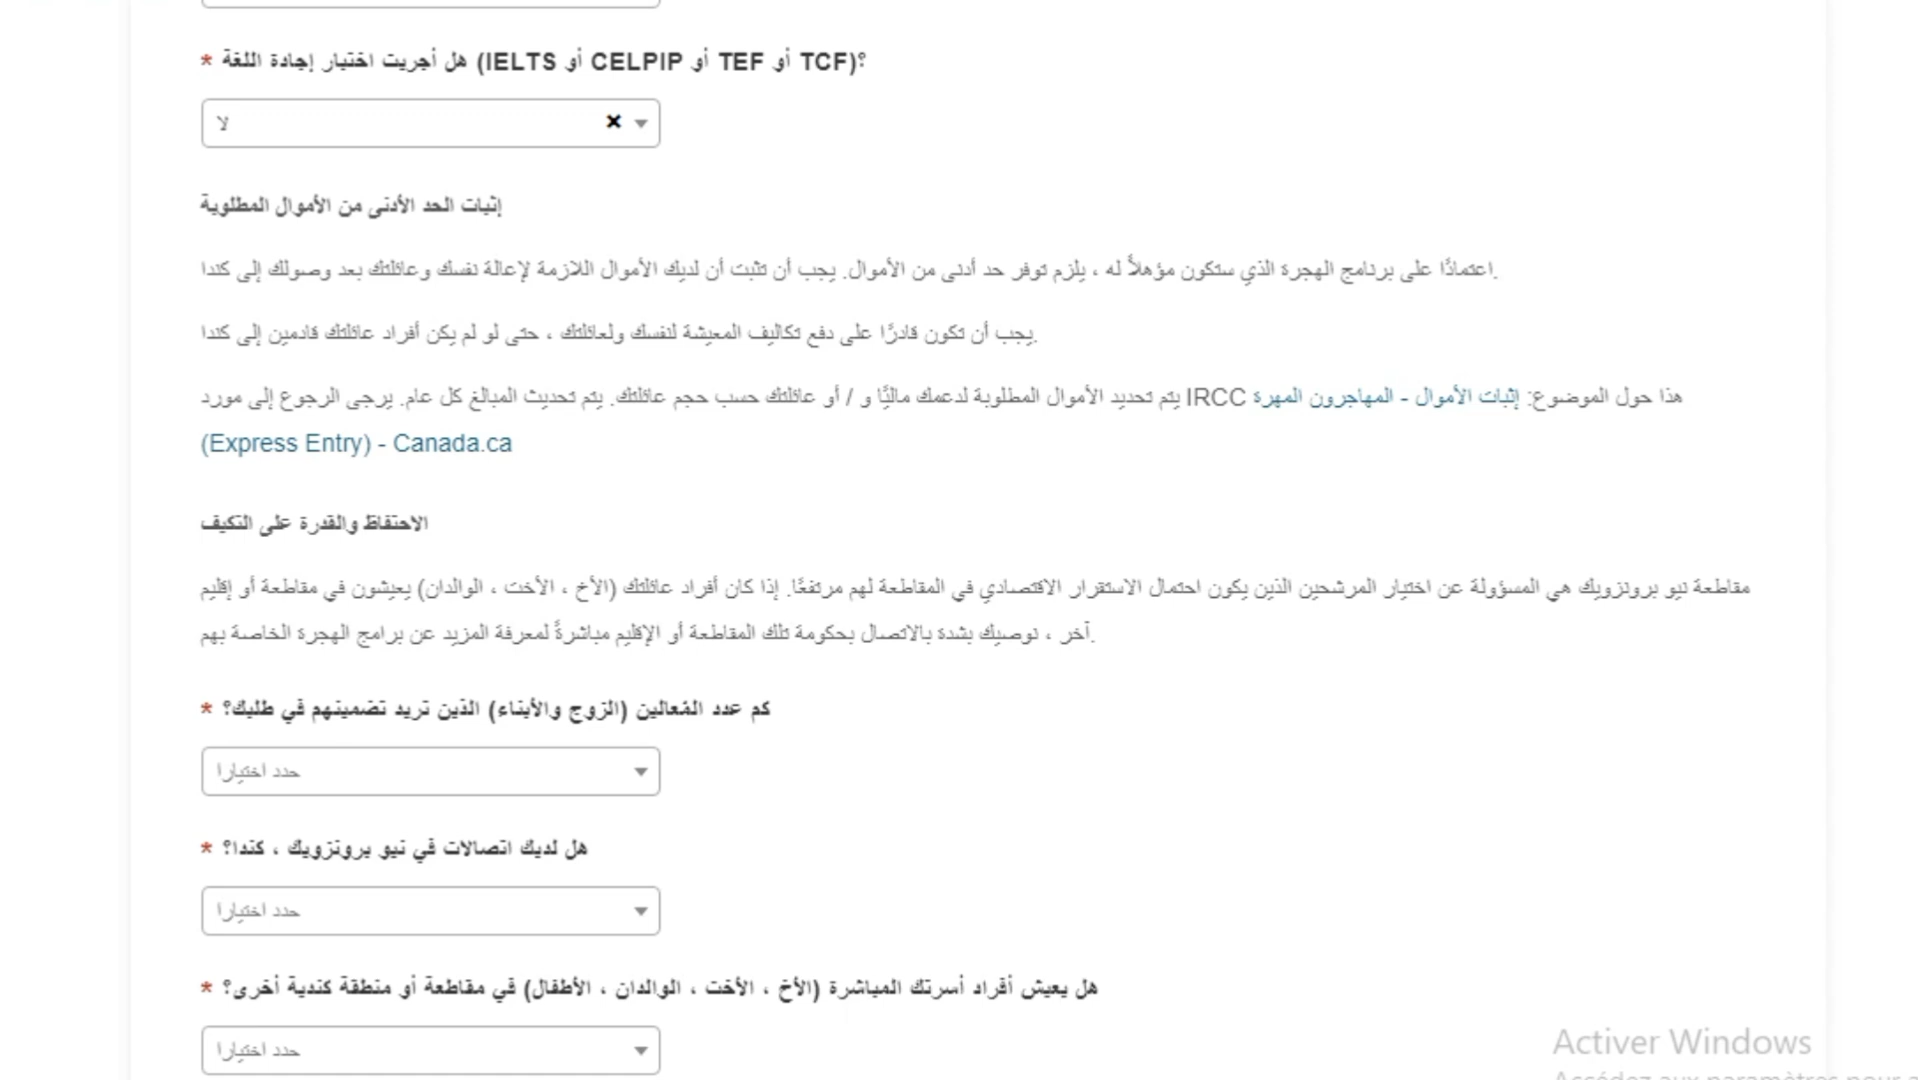 هل أجريت اختبار إجادة اللغة (IELTS أو CELPIP أو TEF أو TCF)؟ *
لا
إثبات الحد الأدنى من الأموال المطلوبة
اعتمادًا على برنامج الهجرة الذي ستكون مؤهلاً له ، يلزم توفر حد أدنى من الأموال. يجب أن تثبت أن لديك الأموال اللازمة لإعالة نفسك وعائلتك بعد وصولك إلى كندا.
يجب أن تكون قادرًا على دفع تكاليف المعيشة لنفسك ولعائلتك ، حتى لو لم يكن أفراد عائلتك قادمين إلى كندا.
يتم تحديد الأموال المطلوبة لدعمك ماليًا و / أو عائلتك حسب حجم عائلتك. يتم تحديث المبالغ كل عام. يرجى الرجوع إلى مورد IRCC هذا حول الموضوع: إثبات الأموال - المهاجرون المهرة
(Express Entry) - Canada.ca
الاحتفاظ والقدرة على التكيف
مقاطعة نيو برونزويك هي المسؤولة عن اختيار المرشحين الذين يكون احتمال الاستقرار الاقتصادي في المقاطعة لهم مرتفعًا. إذا كان أفراد عائلتك (الأخ ، الأخت ، الوالدان) يعيشون في مقاطعة أو إقليم
آخر ، نوصيك بشدة بالاتصال بحكومة تلك المقاطعة أو الإقليم مباشرةً لمعرفة المزيد عن برامج الهجرة الخاصة بهم.
كم عدد المُعالين (الزوج والأبناء) الذين تريد تضمينهم في طلبك؟ *
حدد اختيارا
هل لديك اتصالات في نيو برونزويك ، كندا؟ *
حدد اختيارا
هل يعيش أفراد أسرتك المباشرة (الأخ ، الأخت ، الوالدان ، الأطفال) في مقاطعة أو منطقة كندية أخرى؟ *
حدد اختيارا
Activer Windows